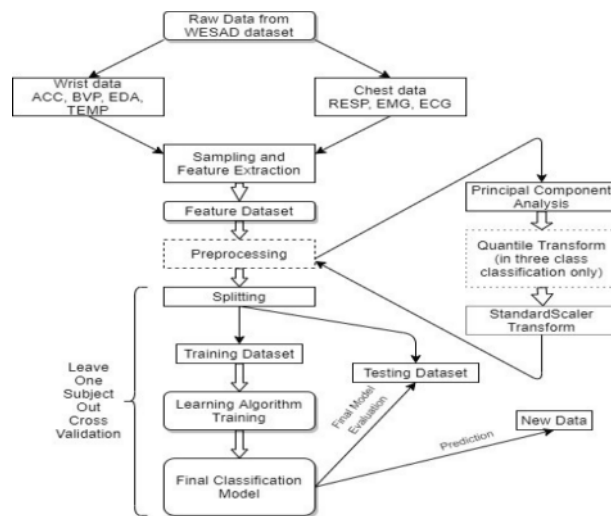 Raw Data from
WESAD dataset
Wrist data
ACC, BVP, EDA,
TEMP
Chest data
RESP, EMG, ECG
Sampling and
Feature Extraction
Feature Dataset
Preprocessing
Principal Component
Analysis
Quantile Transform
(in three class
classification only)
StandardScaler
Transform
Splitting
Training Dataset
Testing Dataset
Learning Algorithm
Training
Final Classification
Model
Leave
One
Subject
Out
Cross
Validation
Final Model
Evaluation
Prediction
New Data